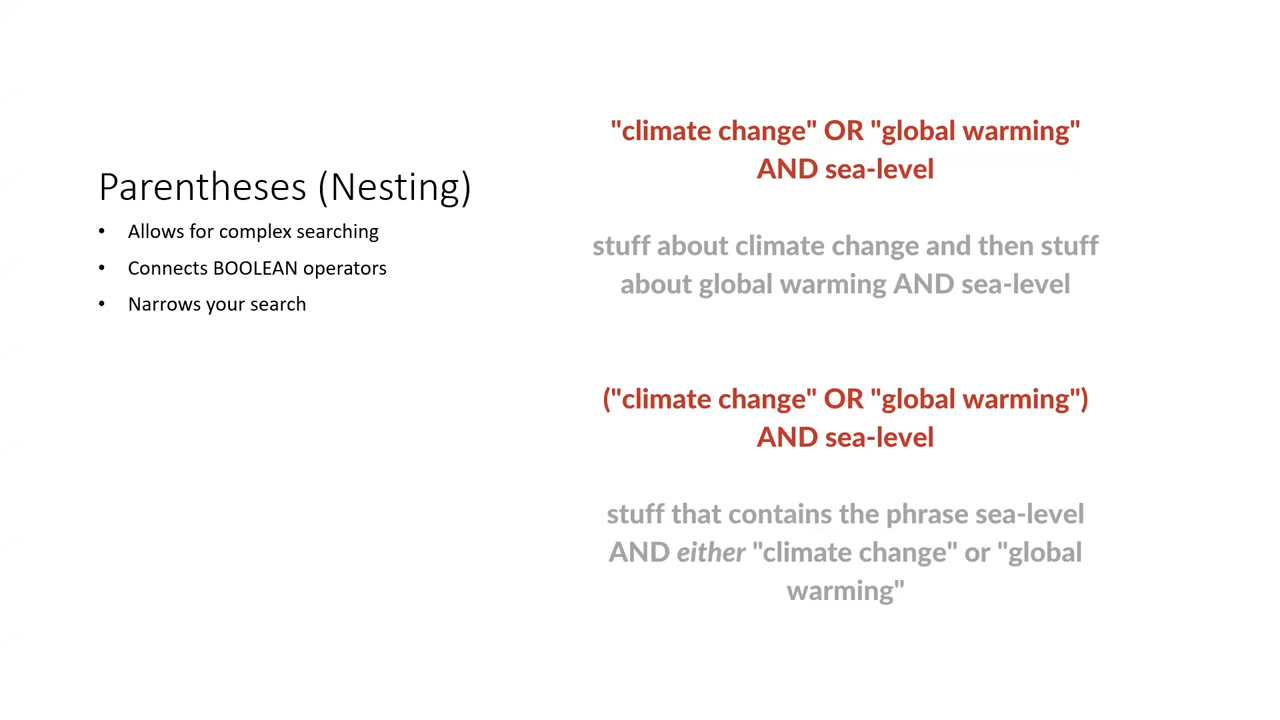 Parentheses (Nesting)
• Allows for complex searching
• Connects BOOLEAN operators
• Narrows your search
"climate change" OR "global warming"
AND sea-level
stuff about climate change and then stuff
about global warming AND sea-level
("climate change" OR "global warming")
AND sea-level
stuff that contains the phrase sea-level
AND either "climate change" or "global
warming"